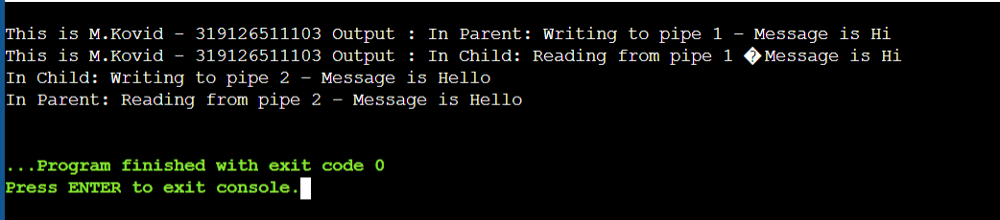 This is M.Kovid - 319126511103 Output : In Parent: Writing to pipe 1 – Message is Hi
This is M.Kovid - 319126511103 Output : In Child: Reading from pipe 1 �Message is Hi
In Child: Writing to pipe 2 – Message is Hello
In Parent: Reading from pipe 2 – Message is Hello
...Program finished with exit code 0
Press ENTER to exit console.